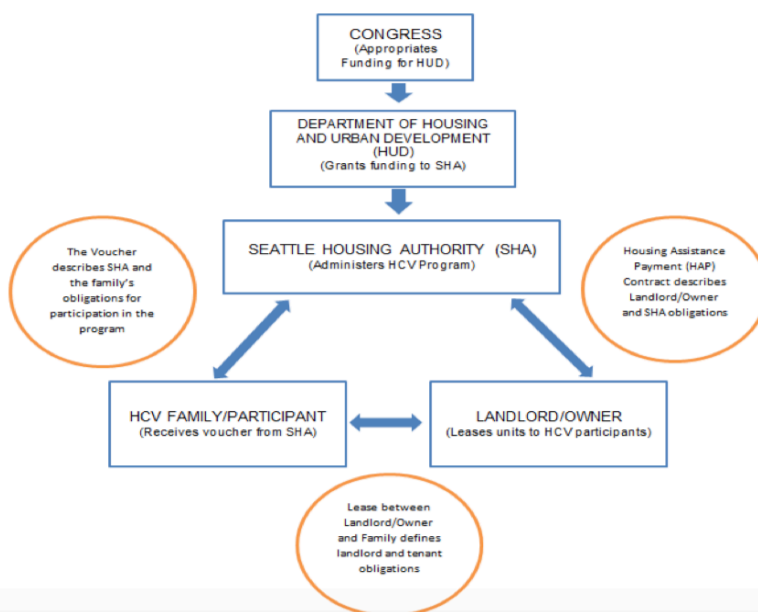 CONGRESS
(Appropriates
Funding for HUD)
DEPARTMENT OF HOUSING
AND URBAN DEVELOPMENT
(HUD)
(Grants funding to SHA)
SEATTLE HOUSING AUTHORITY (SHA)
(Administers HCV Program)
The Voucher
describes SHA and
the family's
obligations for
participation in the
program
Housing Assistance
Payment (HAP)
Contract describes
Landlord/Owner
and SHA obligations
HCV FAMILY/PARTICIPANT
(Receives voucher from SHA)
LANDLORD/OWNER
(Leases units to HCV participants)
Lease between
Landlord/Owner
and Family defines
landlord and tenant
obligations